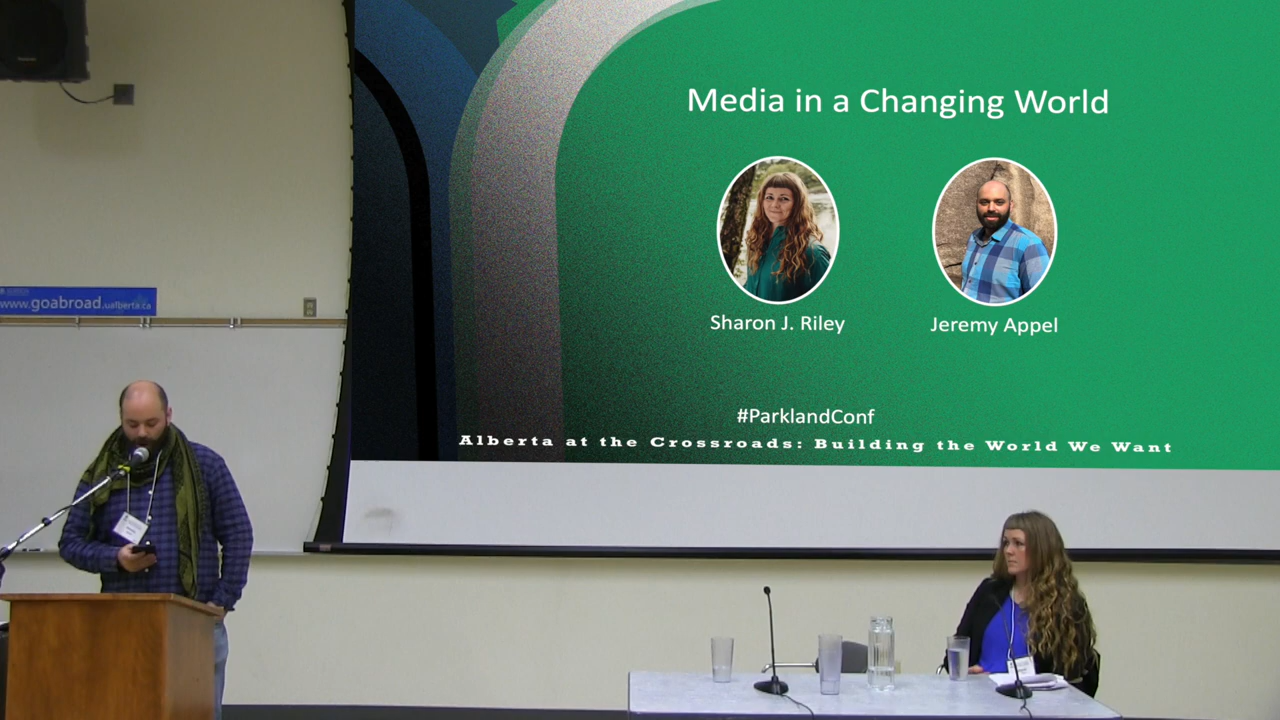 Media in a Changing World
Sharon J. Riley
Jeremy Appel
#ParklandConf
Alberta at the Crossroads: Building the World We Want
www.goabroad.ualberta.ca